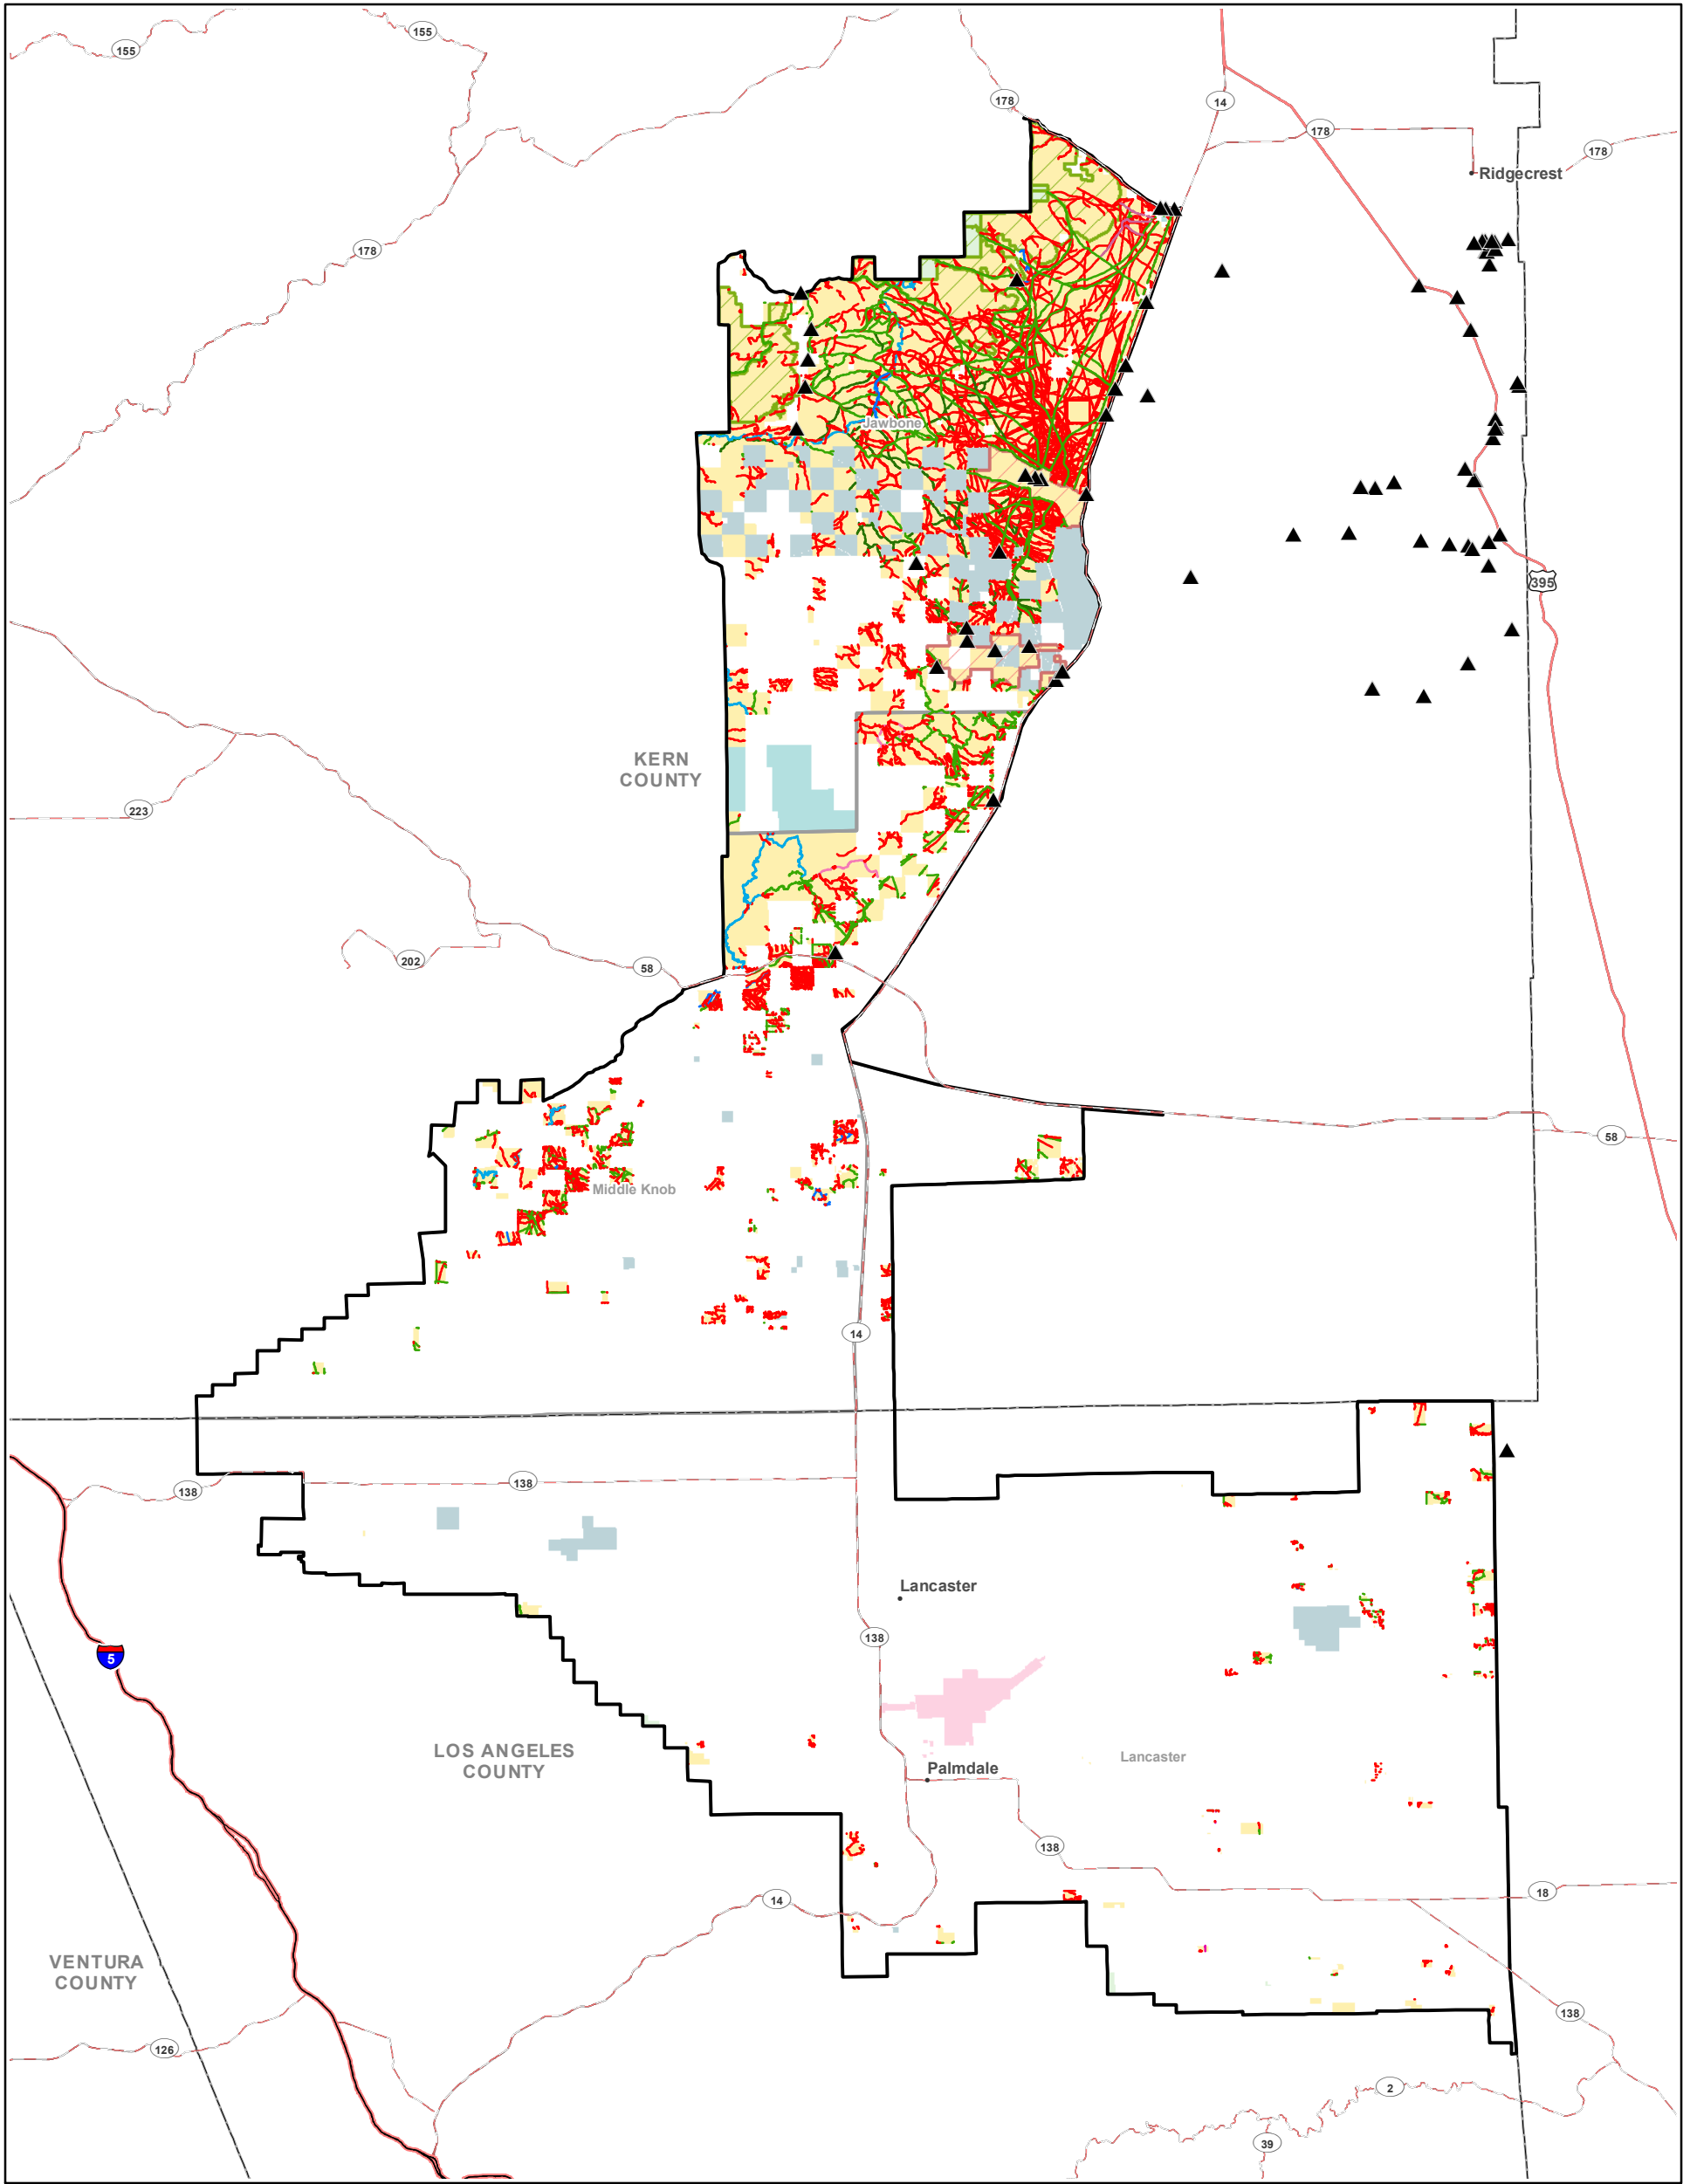 155
155
178
14
178
178
Ridgecrest
178
Jawbone
395
KERN
COUNTY
223
202
58
58
Middle Knob
14
138
138
Lancaster
138
5
LOS ANGELES
COUNTY
Lancaster
Palmdale
138
14
18
VENTURA
COUNTY
138
126
2
39